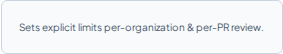 Sets explicit limits per-organization & per-PR review.